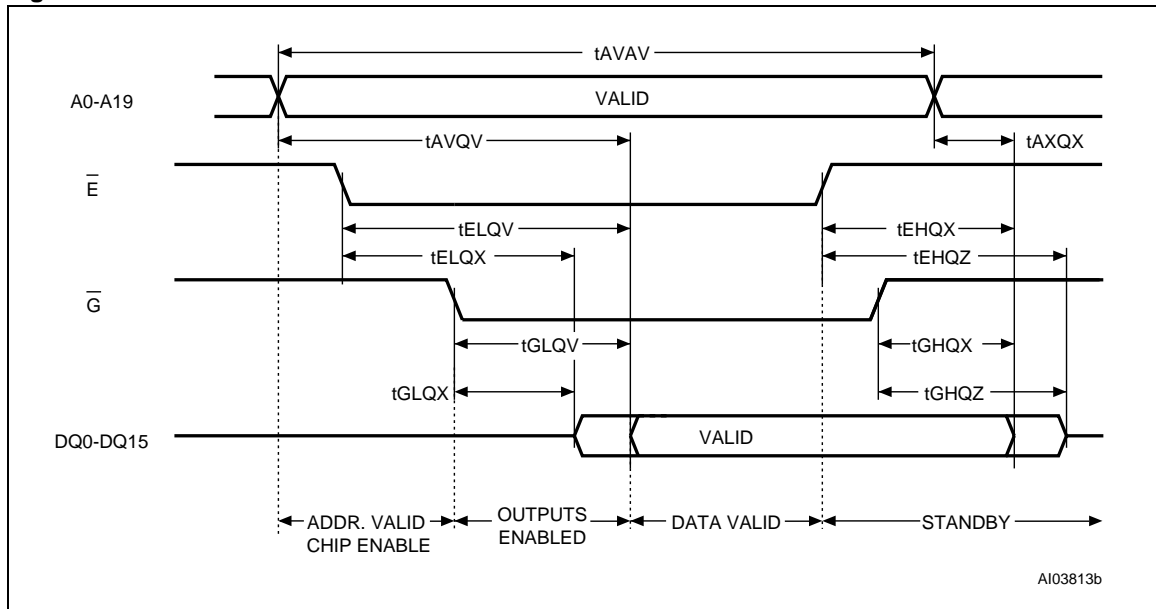 tAVAV
A0-A19
VALID
tAVQV
tAXQX
E
tELQV
tEHQX
tELQX
tEHQZ
G
tGLQV
tGHQX
tGLQX
tGHQZ
DQ0-DQ15
VALID
ADDR. VALID
CHIP ENABLE
OUTPUTS
ENABLED
DATA VALID
STANDBY
AI03813b